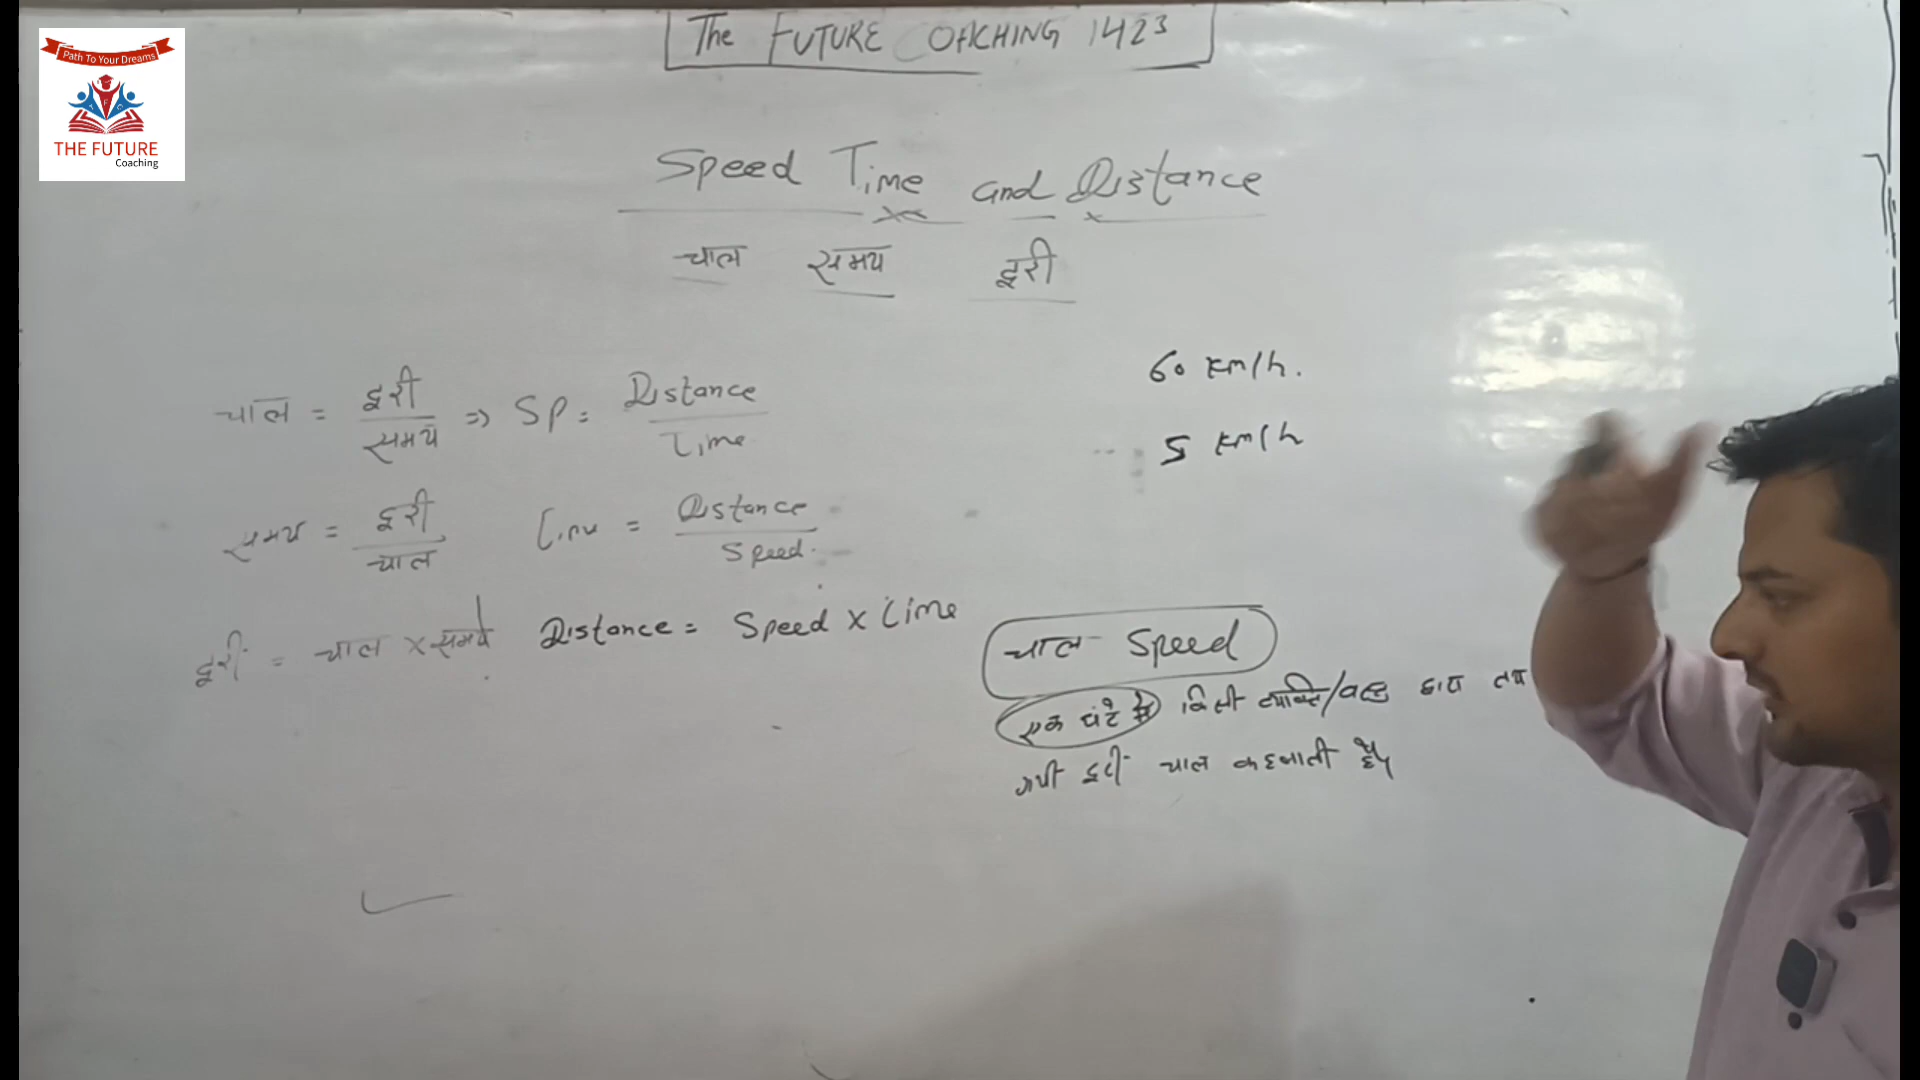 Path To Your Dreams
THE FUTURE
Coaching
The FUTURE COACHING 1423
Speed Time and Distance
चाल समय दूरी
60 km/h.
5 km/h
चाल = दूरी / समय => SP = Distance / Time
समय = दूरी / चाल Time = Distance / Speed.
दूरी = चाल × समय Distance = Speed × Time
चाल - Speed
एक घंटे में किसी व्यक्ति/वस्तु द्वारा तय
गयी दूरी चाल कहलाती है